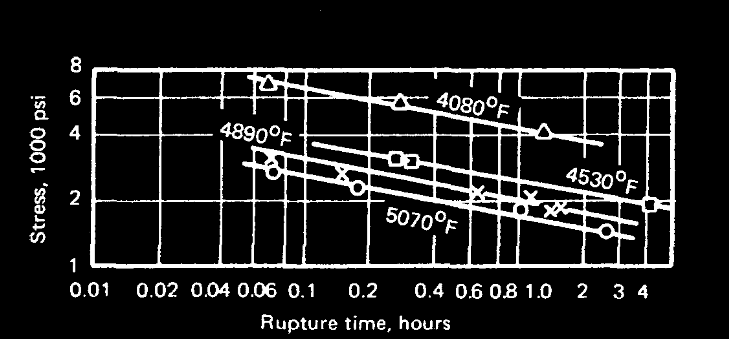 8
6
4080°F
4
4890°F
4530°F
2
5070°F
1
Stress, 1000 psi
0.01 0.02 0.04 0.06 0.1 0.2 0.4 0.6 0.8 1.0 2 3 4
Rupture time, hours